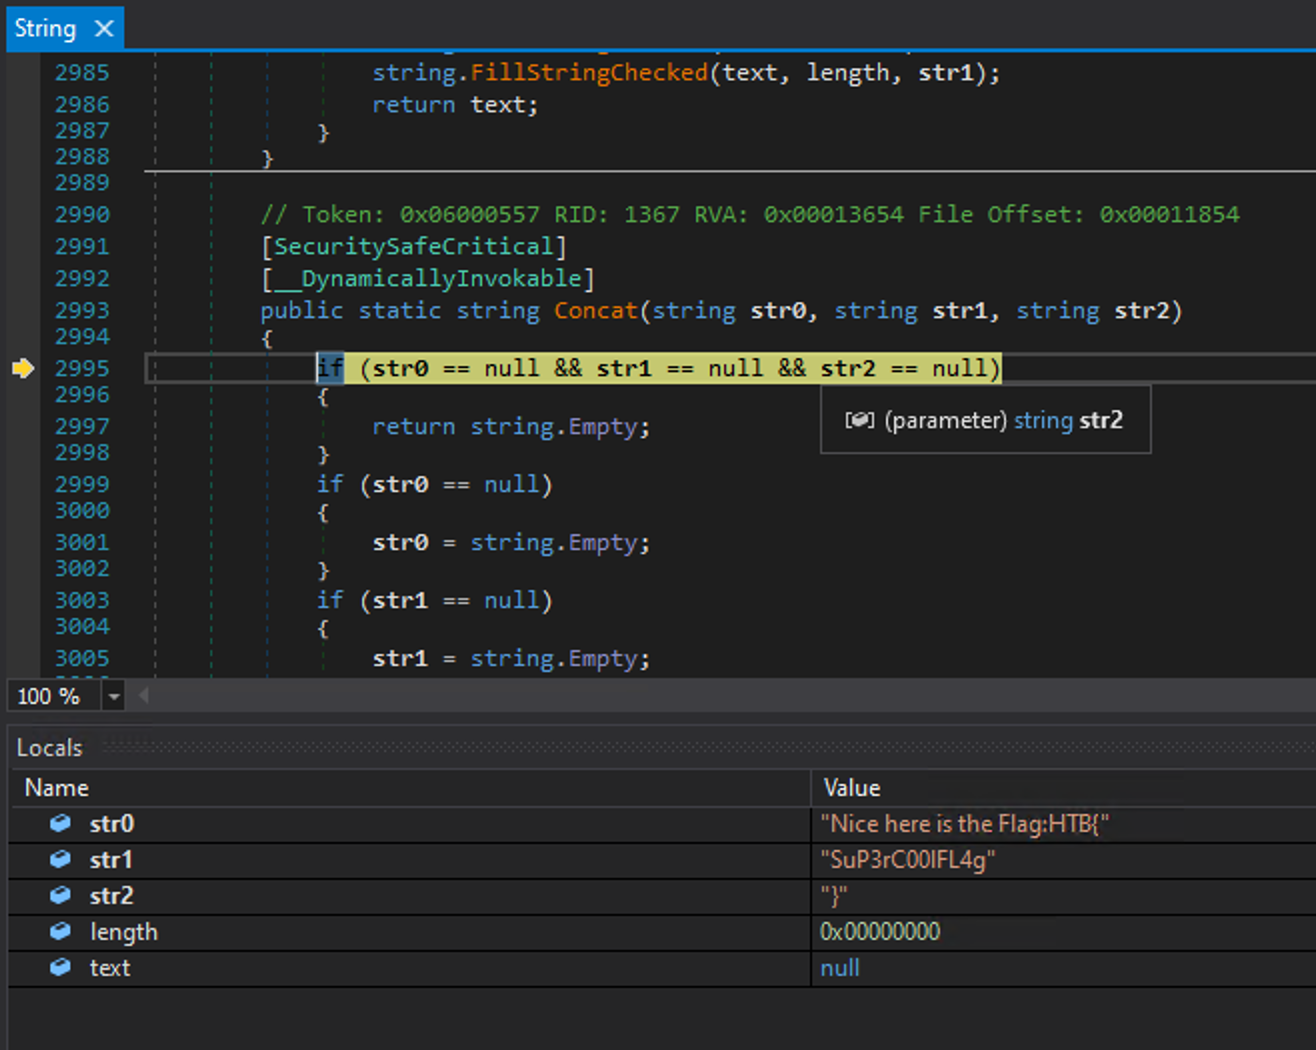 String ×
2985 string.FillStringChecked(text, length, str1);
2986 return text;
2987 }
2988 }
2989
2990 // Token: 0x06000557 RID: 1367 RVA: 0x00013654 File Offset: 0x00011854
2991 [SecuritySafeCritical]
2992 [__DynamicallyInvokable]
2993 public static string Concat(string str0, string str1, string str2)
2994 {
2995 if (str0 == null && str1 == null && str2 == null)
2996 {
(parameter) string str2
2997 return string.Empty;
2998 }
2999 if (str0 == null)
3000 {
3001 str0 = string.Empty;
3002 }
3003 if (str1 == null)
3004 {
3005 str1 = string.Empty;
100 %
Locals
Name Value
str0 "Nice here is the Flag:HTB{"
str1 "SuP3rC00lFL4g"
str2 "}"
length 0x00000000
text null